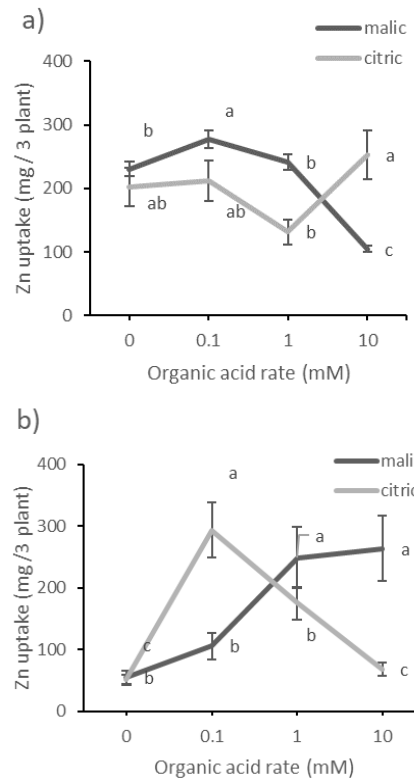 a)
malic
citric
400
300
200
100
0
Zn uptake (mg/ 3 plant)
b
a
b
a
ab
ab
b
c
0 0.1 1 10
Organic acid rate (mM)
b)
malic
citric
400
300
200
100
0
Zn uptake (mg/3 plant)
a
a
a
c
b
b
b
c
0 0.1 1 10
Organic acid rate (mM)